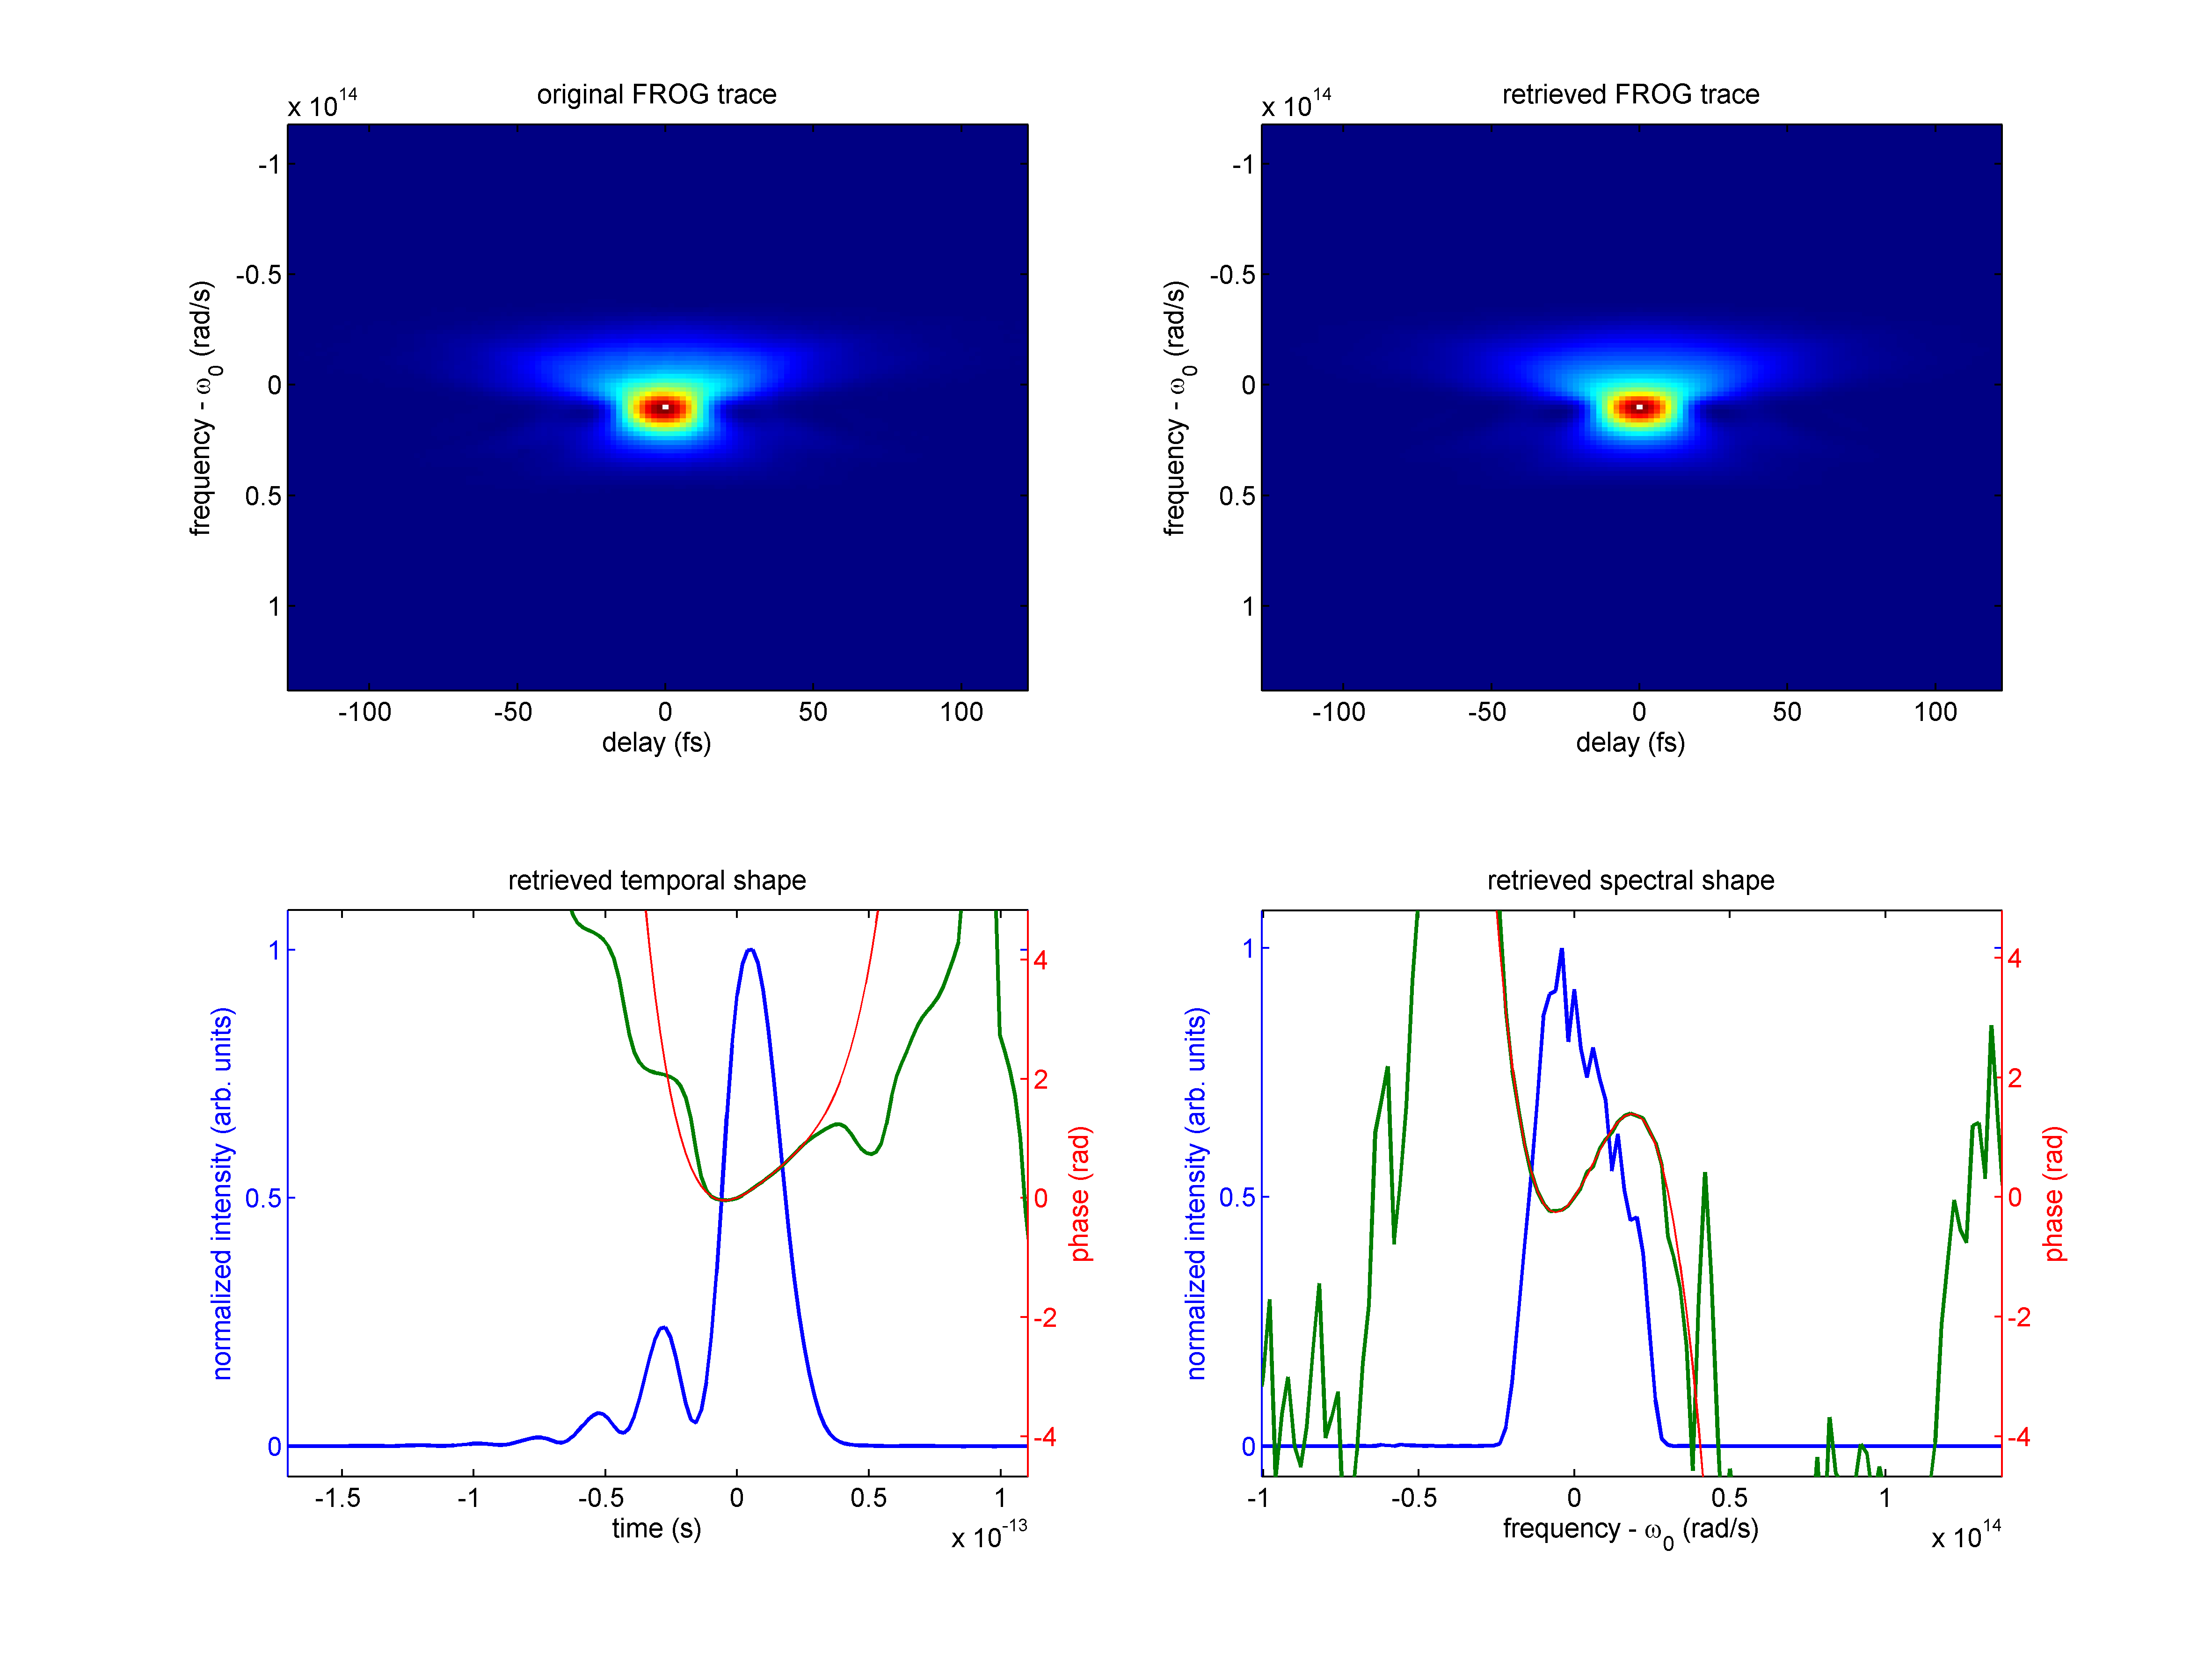 original FROG trace
x 10^14
-1
-0.5
0
0.5
1
frequency - ω_0 (rad/s)
-100 -50 0 50 100
delay (fs)
retrieved FROG trace
x 10^14
-1
-0.5
0
0.5
1
frequency - ω_0 (rad/s)
-100 -50 0 50 100
delay (fs)
retrieved temporal shape
1
0.5
0
normalized intensity (arb. units)
4
2
0
-2
-4
phase (rad)
-1.5 -1 -0.5 0 0.5 1
time (s)
x 10^-13
retrieved spectral shape
1
0.5
0
normalized intensity (arb. units)
4
2
0
-2
-4
phase (rad)
-1 -0.5 0 0.5 1
frequency - ω_0 (rad/s)
x 10^14